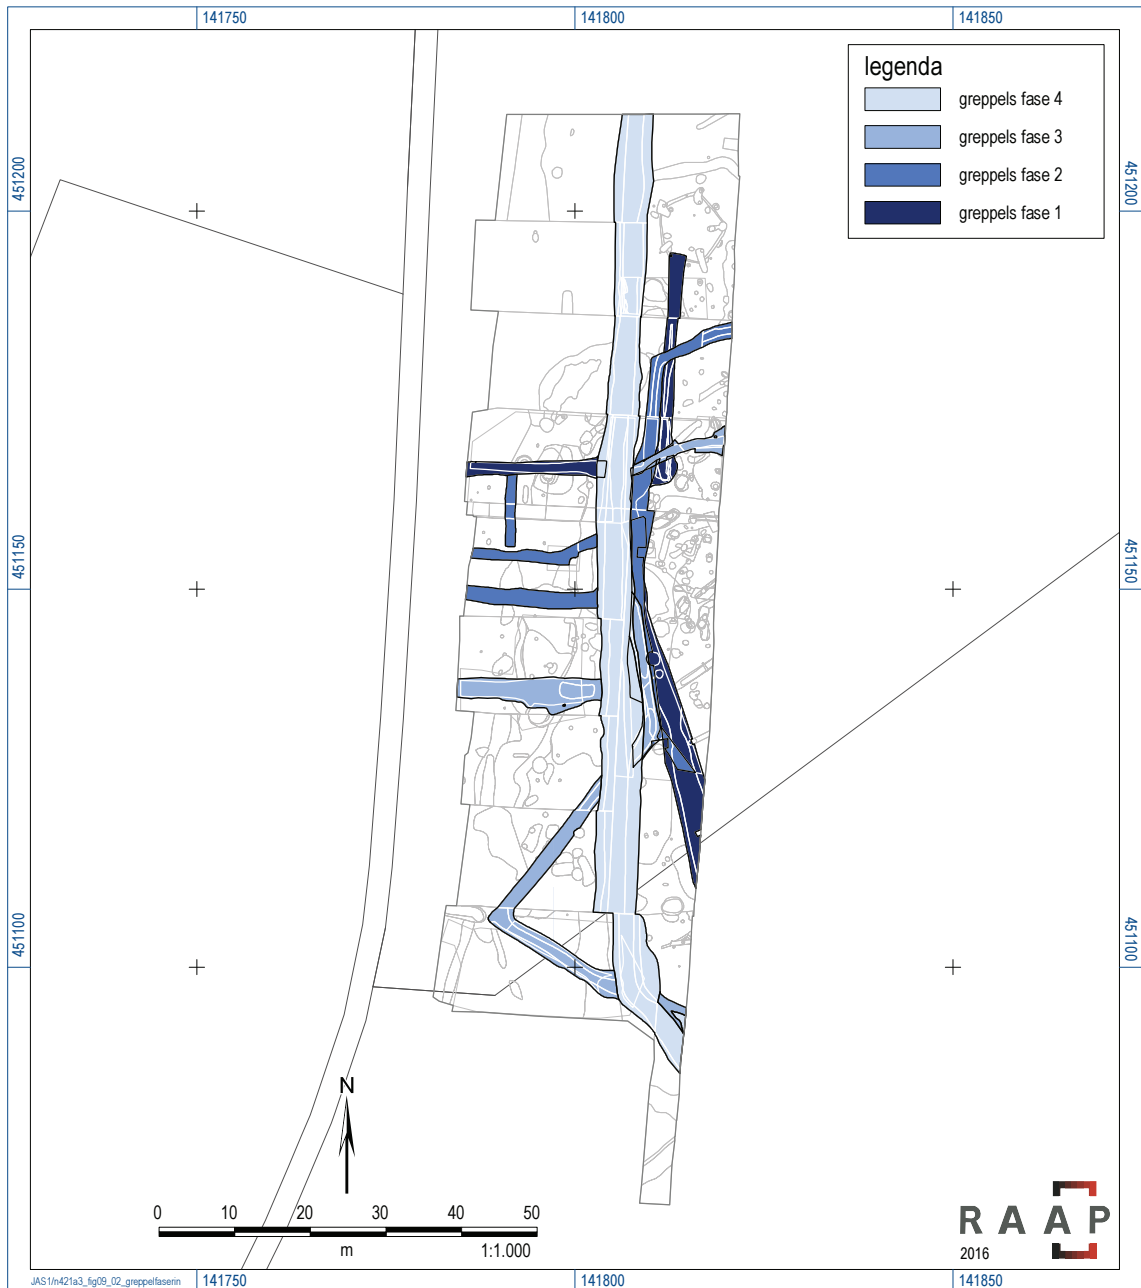 141750 141800 141850
legenda
greppels fase 4
greppels fase 3
greppels fase 2
greppels fase 1
451200 451200
451150 451150
451100 451100
N
0 10 20 30 40 50
m 1:1.000
RAAP
2016
JAS1/n421a3_fig09_02_greppelfaserin
141750 141800 141850